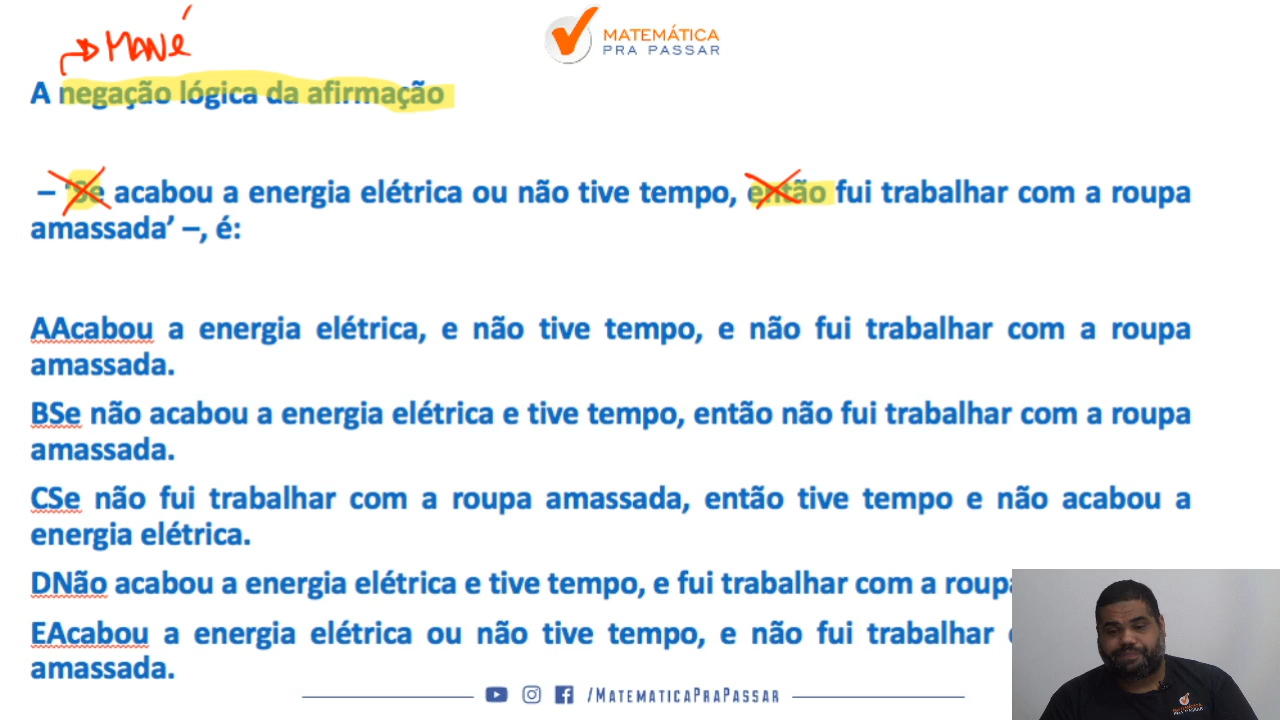 MANÉ
MATEMÁTICA
PRA PASSAR
A negação lógica da afirmação
– ‘Se acabou a energia elétrica ou não tive tempo, então fui trabalhar com a roupa
amassada’ –, é:
AAcabou a energia elétrica, e não tive tempo, e não fui trabalhar com a roupa
amassada.
BSe não acabou a energia elétrica e tive tempo, então não fui trabalhar com a roupa
amassada.
CSe não fui trabalhar com a roupa amassada, então tive tempo e não acabou a
energia elétrica.
DNão acabou a energia elétrica e tive tempo, e fui trabalhar com a roupa
EAcabou a energia elétrica ou não tive tempo, e não fui trabalhar
amassada.
/MATEMATICAPRAPASSAR